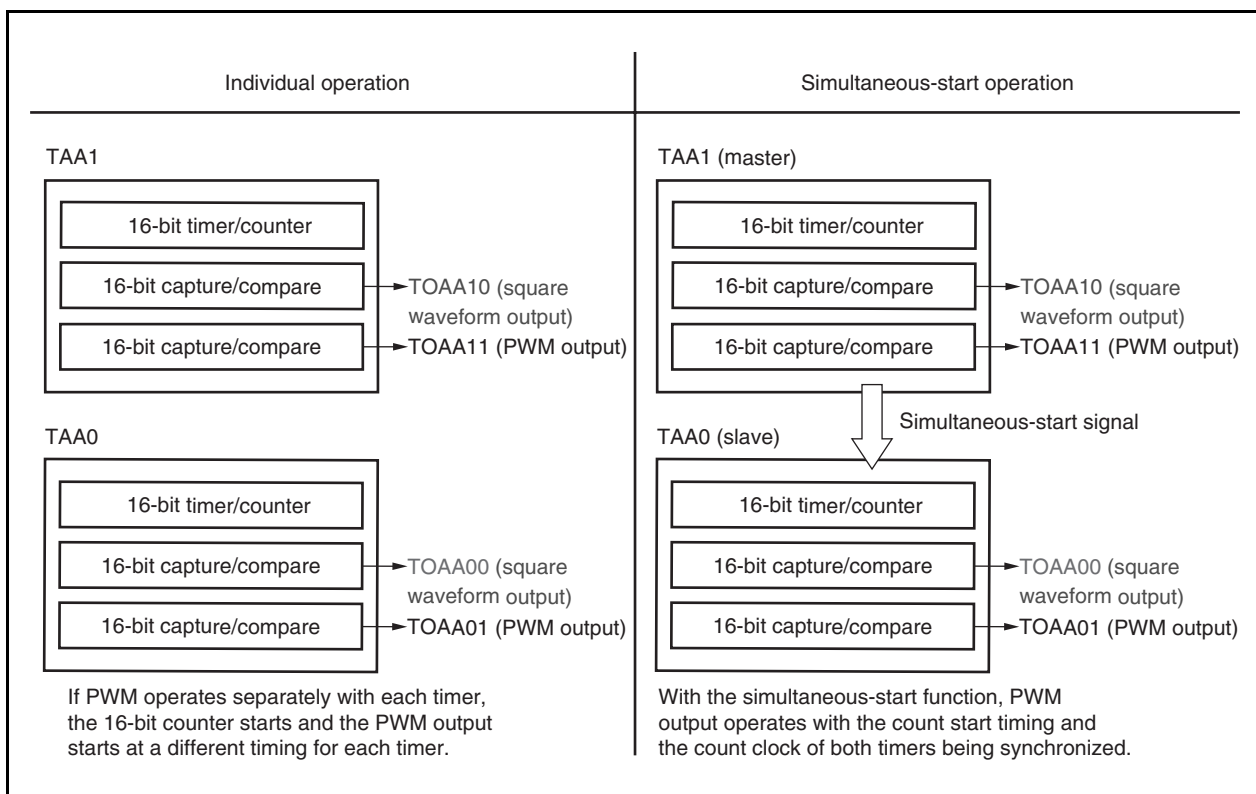 Individual operation
TAA1
16-bit timer/counter
16-bit capture/compare
TOAA10 (square
waveform output)
16-bit capture/compare
TOAA11 (PWM output)
TAA0
16-bit timer/counter
16-bit capture/compare
TOAA00 (square
waveform output)
16-bit capture/compare
TOAA01 (PWM output)
If PWM operates separately with each timer,
the 16-bit counter starts and the PWM output
starts at a different timing for each timer.
Simultaneous-start operation
TAA1 (master)
16-bit timer/counter
16-bit capture/compare
TOAA10 (square
waveform output)
16-bit capture/compare
TOAA11 (PWM output)
Simultaneous-start signal
TAA0 (slave)
16-bit timer/counter
16-bit capture/compare
TOAA00 (square
waveform output)
16-bit capture/compare
TOAA01 (PWM output)
With the simultaneous-start function, PWM
output operates with the count start timing and
the count clock of both timers being synchronized.